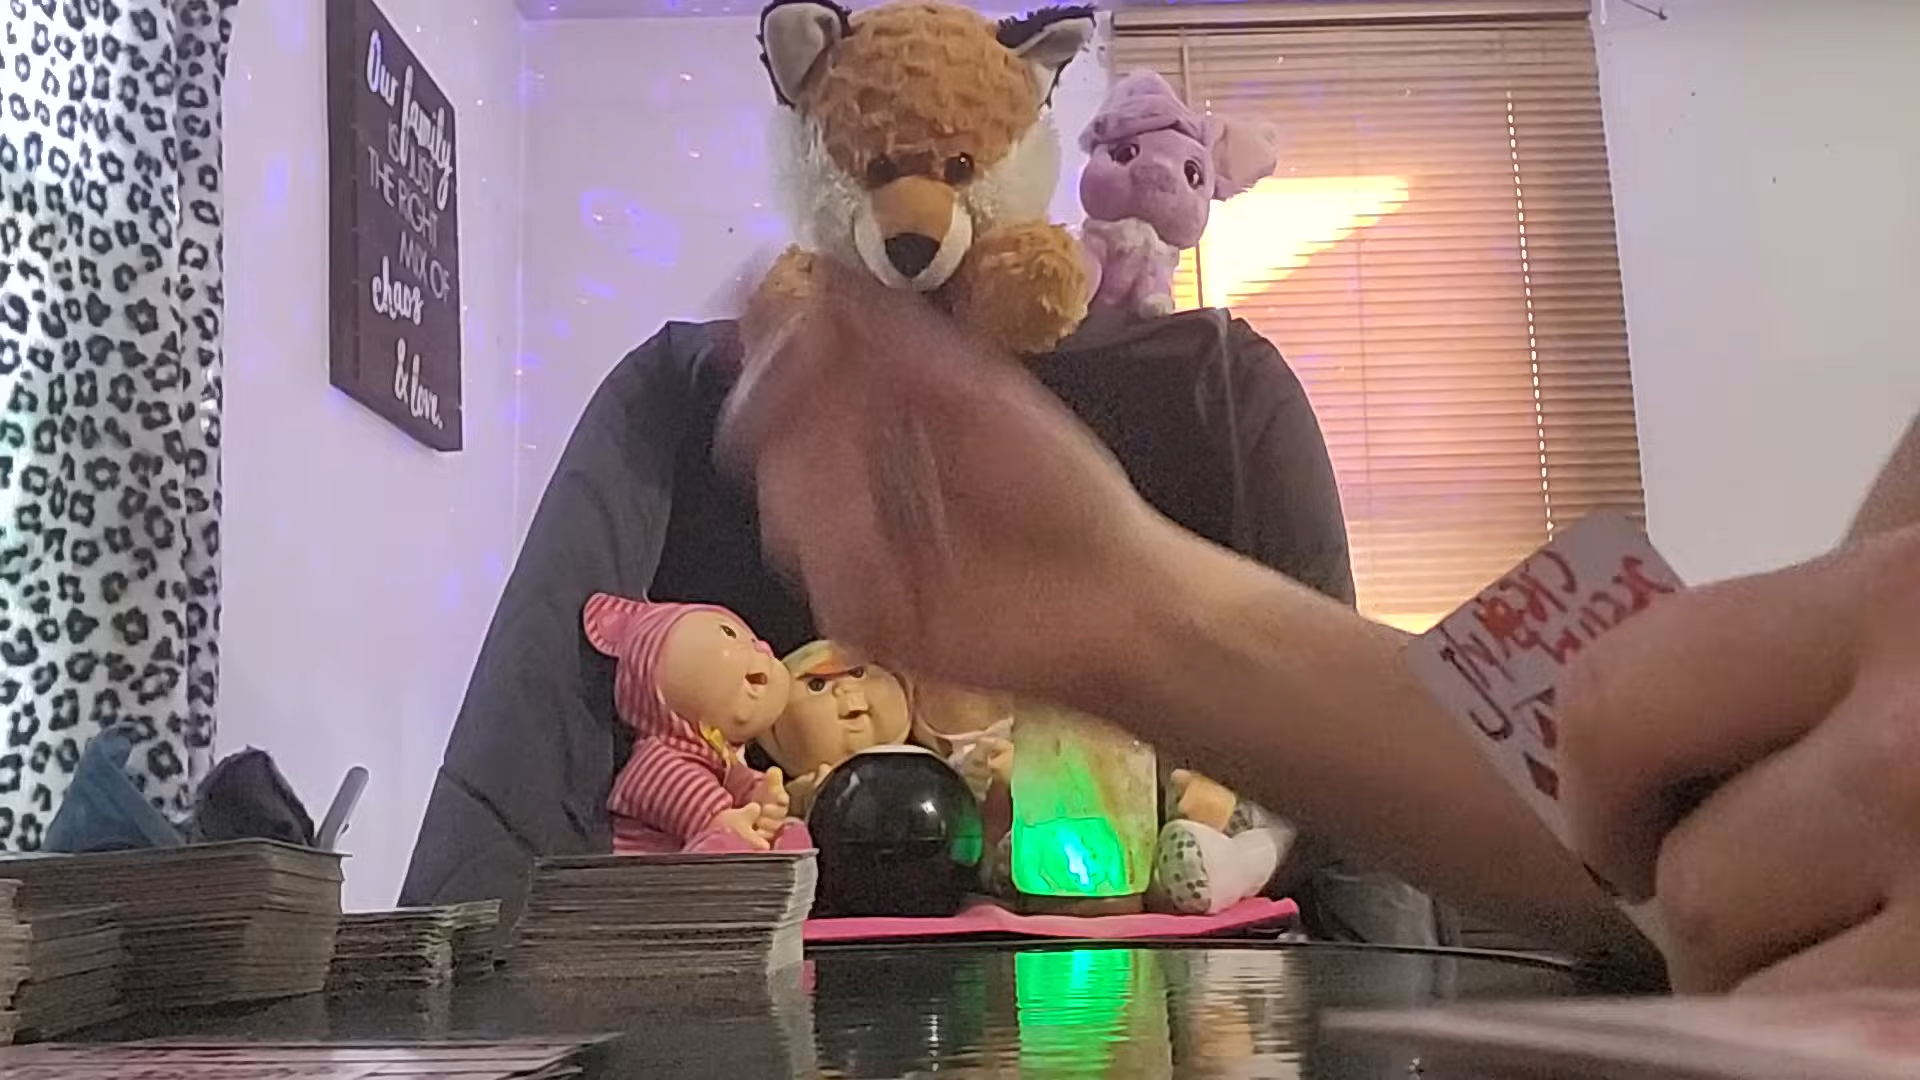 Our family
IS JUST
THE RIGHT
MIX OF
chaos
& love.